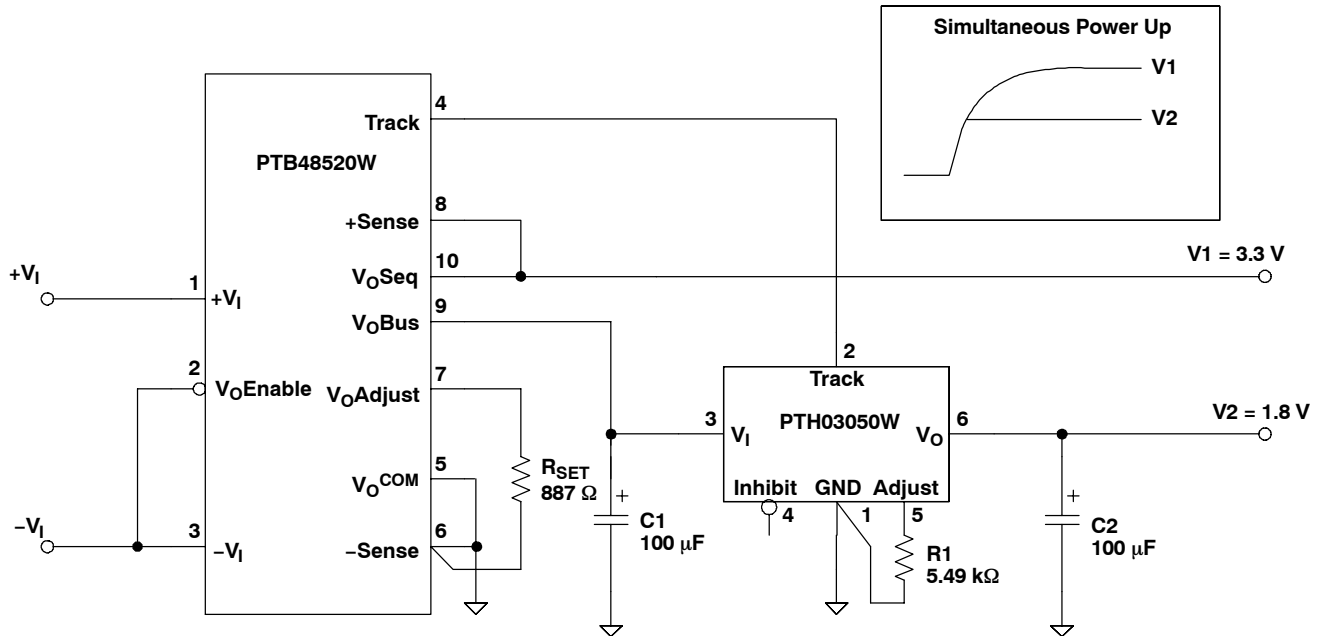 Simultaneous Power Up
V1
V2
4
Track
PTB48520W
8
+Sense
V1 = 3.3 V
10
VOSeq
+VI
1
+VI
9
VOBus
2
VOEnable
7
VOAdjust
2
Track
PTH03050W
V2 = 1.8 V
3
VI
6
VO
5
VOCOM
RSET
887 Ω
Inhibit
GND
Adjust
4
1
5
+
C1
100 μF
+
C2
100 μF
−VI
3
−VI
6
−Sense
R1
5.49 kΩ